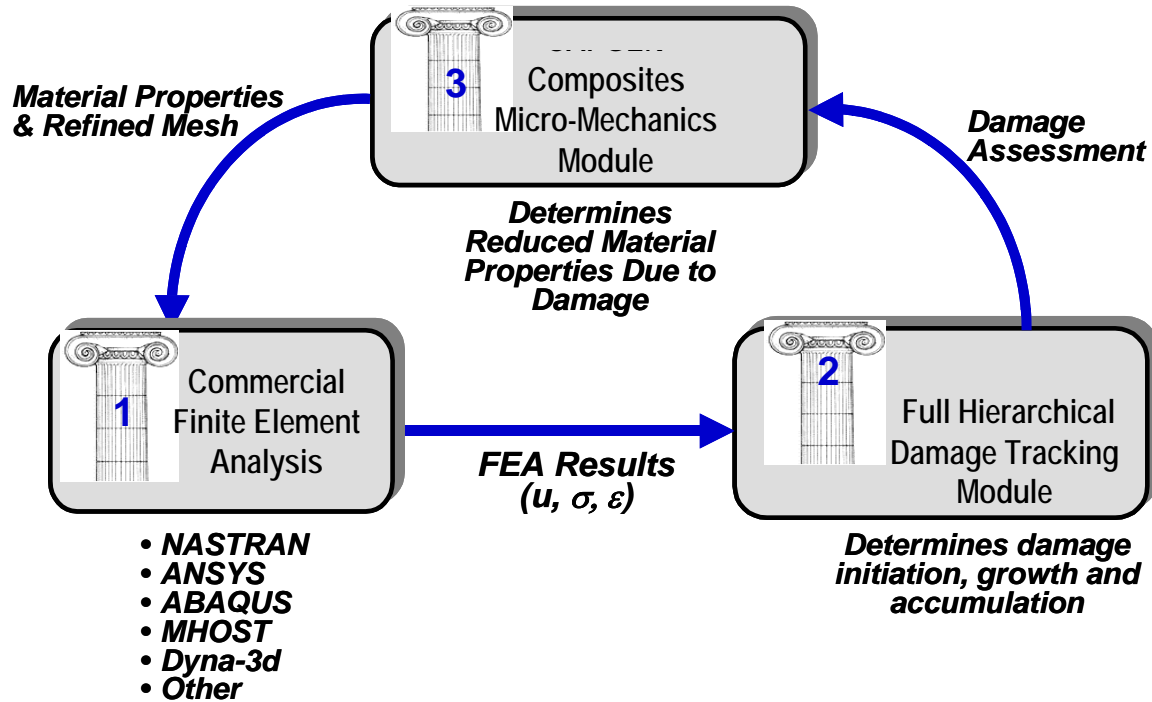 3
Composites
Micro-Mechanics
Module
Material Properties
& Refined Mesh
Damage
Assessment
Determines
Reduced Material
Properties Due to
Damage
1
Commercial
Finite Element
Analysis
2
Full Hierarchical
Damage Tracking
Module
FEA Results
(u, σ, ε)
• NASTRAN
• ANSYS
• ABAQUS
• MHOST
• Dyna-3d
• Other
Determines damage
initiation, growth and
accumulation